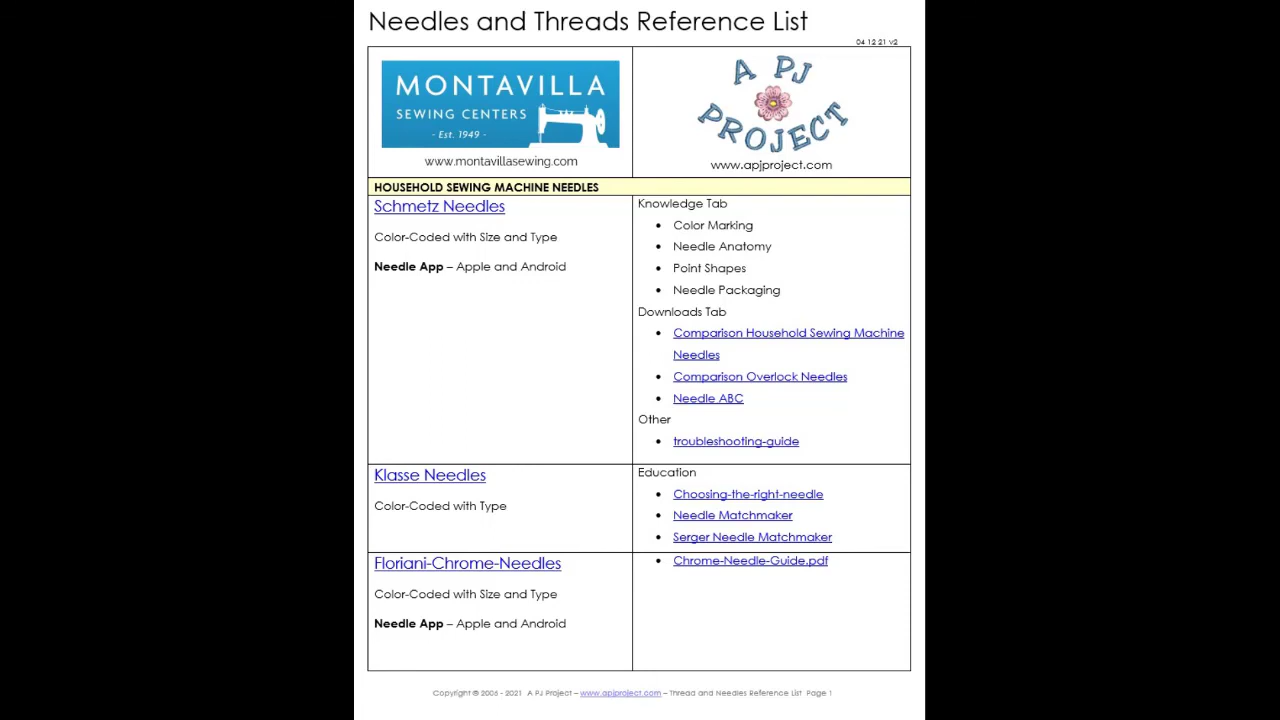 Needles and Threads Reference List
04 12 21 v2
MONTAVILLA
SEWING CENTERS
- Est. 1949 -
www.montavillasewing.com
A PJ
PROJECT
www.apjproject.com
HOUSEHOLD SEWING MACHINE NEEDLES
Schmetz Needles
Color-Coded with Size and Type
Needle App – Apple and Android
Knowledge Tab
• Color Marking
• Needle Anatomy
• Point Shapes
• Needle Packaging
Downloads Tab
• Comparison Household Sewing Machine
Needles
• Comparison Overlock Needles
• Needle ABC
Other
• troubleshooting-guide
Klasse Needles
Color-Coded with Type
Education
• Choosing-the-right-needle
• Needle Matchmaker
• Serger Needle Matchmaker
Floriani-Chrome-Needles
Color-Coded with Size and Type
Needle App – Apple and Android
• Chrome-Needle-Guide.pdf
Copyright © 2006 - 2021 A PJ Project – www.apjproject.com – Thread and Needles Reference List Page 1